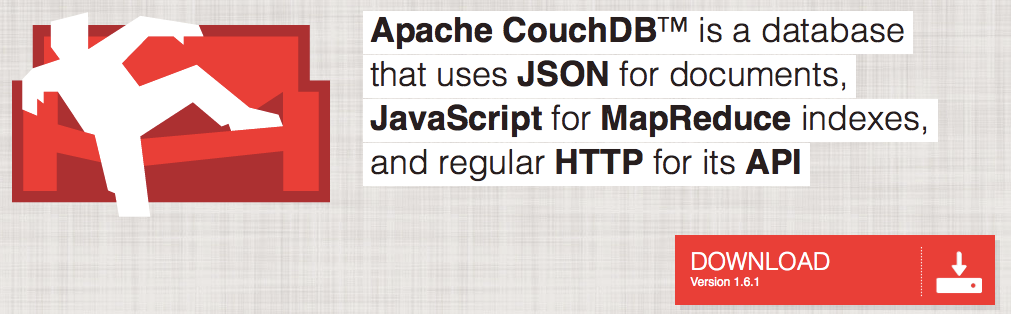 Apache CouchDB™ is a database
that uses JSON for documents,
JavaScript for MapReduce indexes,
and regular HTTP for its API
DOWNLOAD
Version 1.6.1